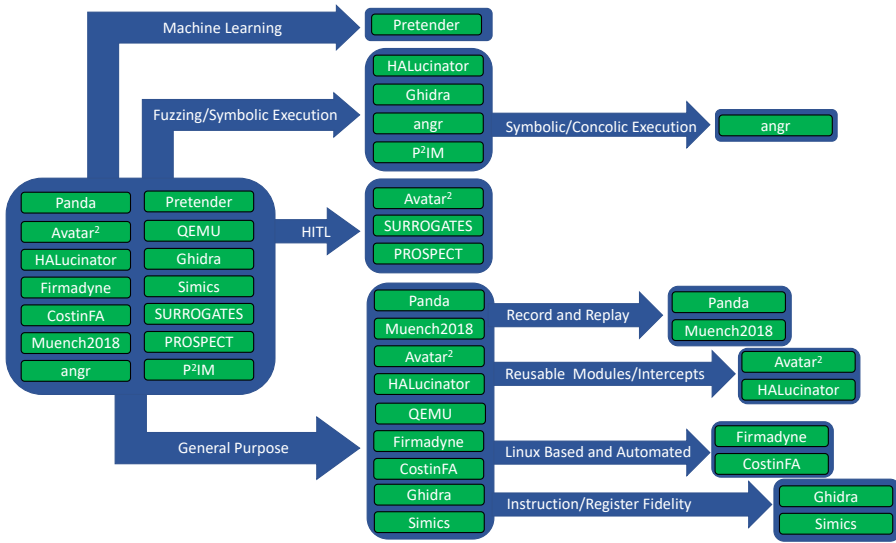 Machine Learning
Pretender
Fuzzing/Symbolic Execution
HALucinator
Ghidra
angr
P²IM
Symbolic/Concolic Execution
angr
Panda
Avatar²
HALucinator
Firmadyne
CostinFA
Muench2018
angr
Pretender
QEMU
Ghidra
Simics
SURROGATES
PROSPECT
P²IM
HITL
Avatar²
SURROGATES
PROSPECT
General Purpose
Panda
Muench2018
Avatar²
HALucinator
QEMU
Firmadyne
CostinFA
Ghidra
Simics
Record and Replay
Panda
Muench2018
Reusable Modules/Intercepts
Avatar²
HALucinator
Linux Based and Automated
Firmadyne
CostinFA
Instruction/Register Fidelity
Ghidra
Simics